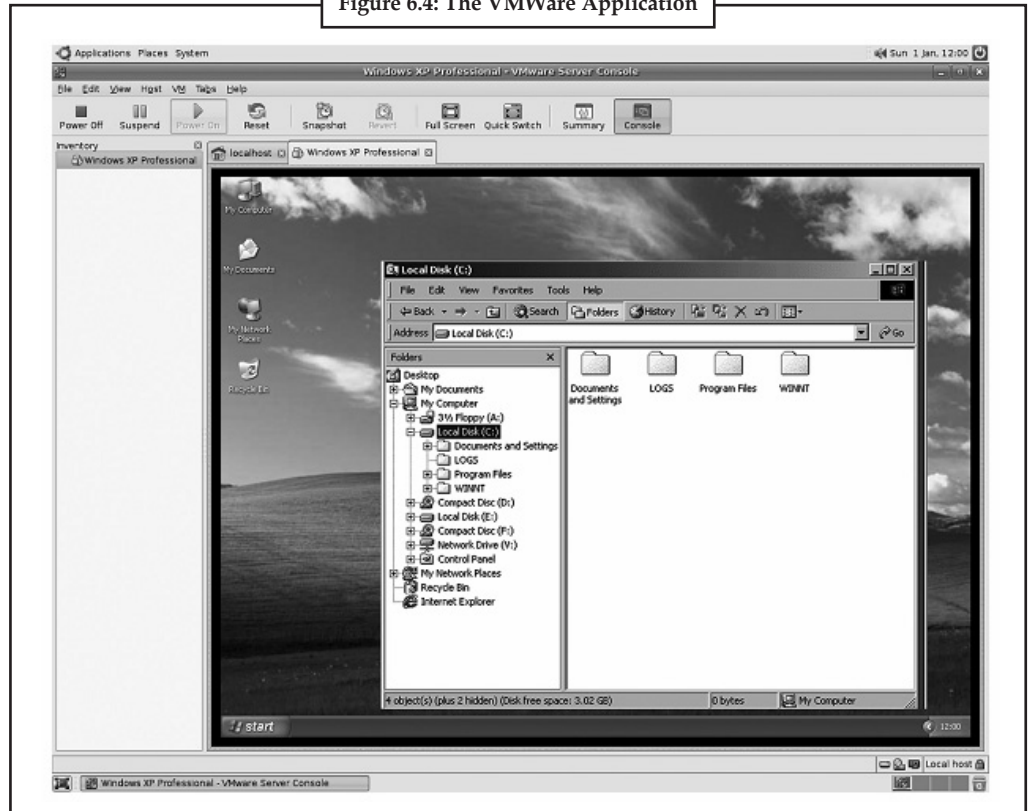 Figure 6.4: The VMWare Application
Applications Places System
Sun 1 Jan, 12:00
Windows XP Professional - VMware Server Console
File Edit View Host VM Tabs Help
Power Off Suspend Power On Reset Snapshot Revert Full Screen Quick Switch Summary Console
Inventory
Windows XP Professional
localhost Windows XP Professional
My Computer
My Documents
My Network Places
Recycle Bin
Local Disk (C:)
File Edit View Favorites Tools Help
Back Search Folders History
Address Local Disk (C:) Go
Folders
Desktop
My Documents
My Computer
3½ Floppy (A:)
Local Disk (C:)
Documents and Settings
LOGS
Program Files
WINNT
Compact Disc (D:)
Local Disk (E:)
Compact Disc (F:)
Network Drive (V:)
Control Panel
My Network Places
Recycle Bin
Internet Explorer
Documents and Settings
LOGS
Program Files
WINNT
4 object(s) (plus 2 hidden) (Disk free space: 3.02 GB) 0 bytes My Computer
start
12:00
Local host
Windows XP Professional - VMware Server Console